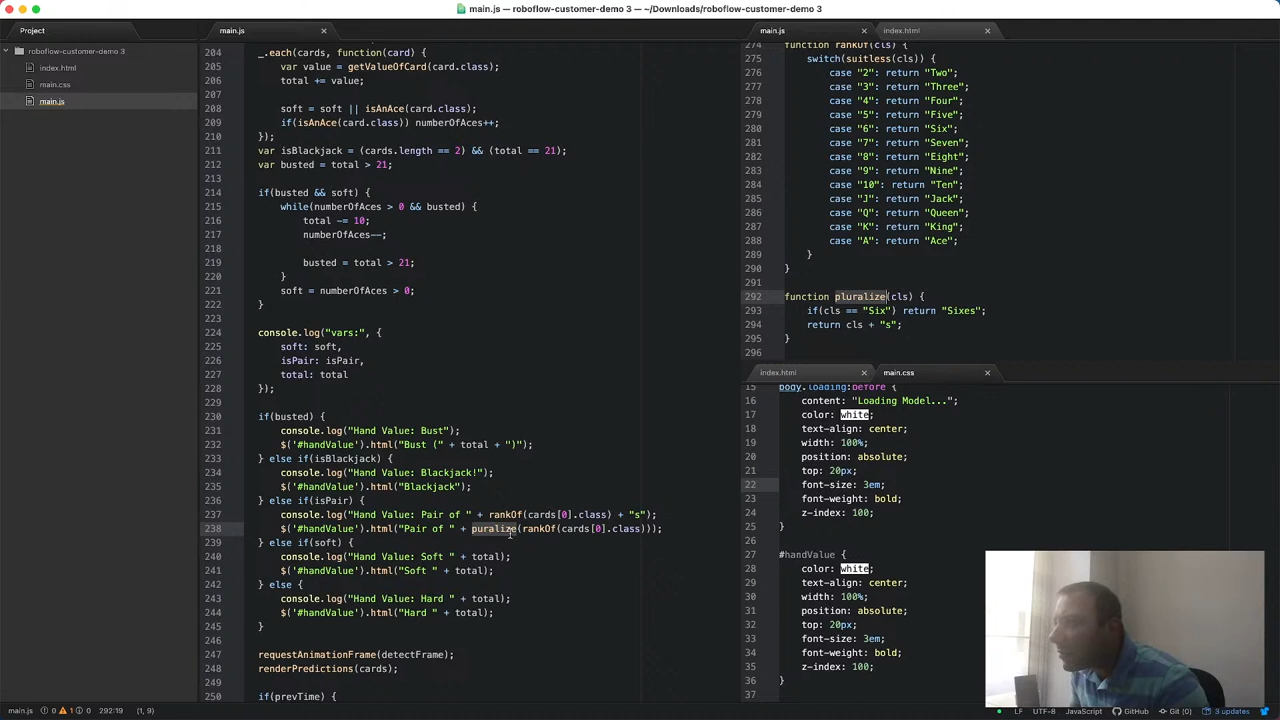 main.js — roboflow-customer-demo 3 — ~/Downloads/roboflow-customer-demo 3
Project
roboflow-customer-demo 3
index.html
main.css
main.js
main.js
204 _.each(cards, function(card) {
205 var value = getValueOfCard(card.class);
206 total += value;
207
208 soft = soft || isAnAce(card.class);
209 if(isAnAce(card.class)) numberOfAces++;
210 });
211 var isBlackjack = (cards.length == 2) && (total == 21);
212 var busted = total > 21;
213
214 if(busted && soft) {
215 while(numberOfAces > 0 && busted) {
216 total -= 10;
217 numberOfAces--;
218
219 busted = total > 21;
220 }
221 soft = numberOfAces > 0;
222 }
223
224 console.log("vars:", {
225 soft: soft,
226 isPair: isPair,
227 total: total
228 });
229
230 if(busted) {
231 console.log("Hand Value: Bust");
232 $('#handValue').html("Bust (" + total + ")");
233 } else if(isBlackjack) {
234 console.log("Hand Value: Blackjack!");
235 $('#handValue').html("Blackjack");
236 } else if(isPair) {
237 console.log("Hand Value: Pair of " + rankOf(cards[0].class) + "s");
238 $('#handValue').html("Pair of " + puralize(rankOf(cards[0].class)));
239 } else if(soft) {
240 console.log("Hand Value: Soft " + total);
241 $('#handValue').html("Soft " + total);
242 } else {
243 console.log("Hand Value: Hard " + total);
244 $('#handValue').html("Hard " + total);
245 }
246
247 requestAnimationFrame(detectFrame);
248 renderPredictions(cards);
249
250 if(prevTime) {
main.js index.html
274 function rankOf(cls) {
275 switch(suitless(cls)) {
276 case "2": return "Two";
277 case "3": return "Three";
278 case "4": return "Four";
279 case "5": return "Five";
280 case "6": return "Six";
281 case "7": return "Seven";
282 case "8": return "Eight";
283 case "9": return "Nine";
284 case "10": return "Ten";
285 case "J": return "Jack";
286 case "Q": return "Queen";
287 case "K": return "King";
288 case "A": return "Ace";
289 }
290 }
291
292 function pluralize(cls) {
293 if(cls == "Six") return "Sixes";
294 return cls + "s";
295 }
296
index.html main.css
15 body.loading:before {
16 content: "Loading Model...";
17 color: white;
18 text-align: center;
19 width: 100%;
20 position: absolute;
21 top: 20px;
22 font-size: 3em;
23 font-weight: bold;
24 z-index: 100;
25 }
26
27 #handValue {
28 color: white;
29 text-align: center;
30 width: 100%;
31 position: absolute;
32 top: 20px;
33 font-size: 3em;
34 font-weight: bold;
35 z-index: 100;
36 }
37
main.js 0 1 0 292:19 (1, 9)
LF UTF-8 JavaScript GitHub Git (0) 3 updates